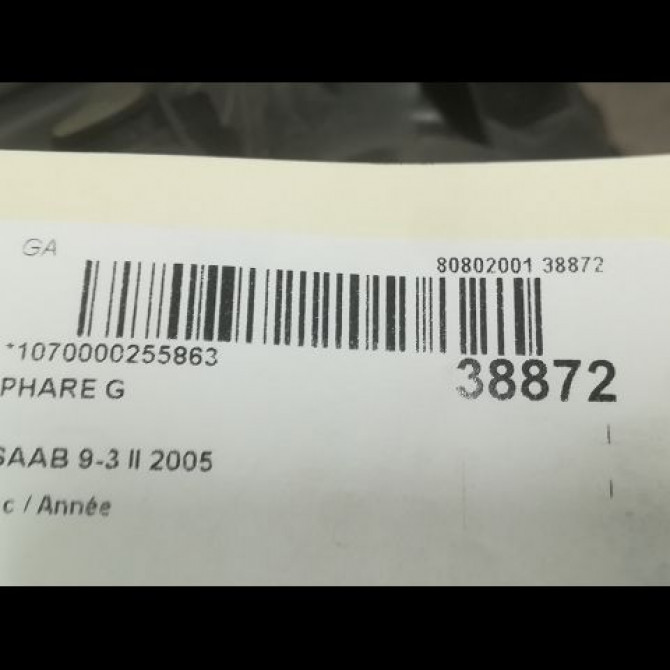 GA
80802001 38872
*1070000255863
38872
PHARE G
SAAB 9-3 II 2005
c / Année